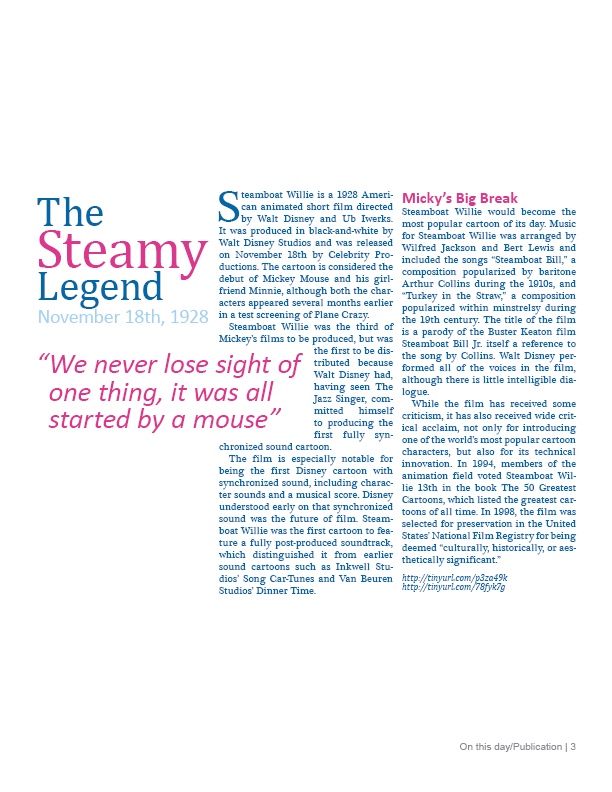 The
Steamy
Legend
November 18th, 1928
“We never lose sight of
one thing, it was all
started by a mouse”
Steamboat Willie is a 1928 Ameri-
can animated short film directed
by Walt Disney and Ub Iwerks.
It was produced in black-and-white by
Walt Disney Studios and was released
on November 18th by Celebrity Pro-
ductions. The cartoon is considered the
debut of Mickey Mouse and his girl-
friend Minnie, although both the char-
acters appeared several months earlier
in a test screening of Plane Crazy.
Steamboat Willie was the third of
Mickey's films to be produced, but was
the first to be dis-
tributed because
Walt Disney had,
having seen The
Jazz Singer, com-
mitted himself
to producing the
first fully syn-
chronized sound cartoon.
The film is especially notable for
being the first Disney cartoon with
synchronized sound, including charac-
ter sounds and a musical score. Disney
understood early on that synchronized
sound was the future of film. Steam-
boat Willie was the first cartoon to fea-
ture a fully post-produced soundtrack,
which distinguished it from earlier
sound cartoons such as Inkwell Stu-
dios' Song Car-Tunes and Van Beuren
Studios' Dinner Time.
Micky’s Big Break
Steamboat Willie would become the
most popular cartoon of its day. Music
for Steamboat Willie was arranged by
Wilfred Jackson and Bert Lewis and
included the songs “Steamboat Bill,” a
composition popularized by baritone
Arthur Collins during the 1910s, and
“Turkey in the Straw,” a composition
popularized within minstrelsy during
the 19th century. The title of the film
is a parody of the Buster Keaton film
Steamboat Bill Jr. itself a reference to
the song by Collins. Walt Disney per-
formed all of the voices in the film,
although there is little intelligible dia-
logue.
While the film has received some
criticism, it has also received wide crit-
ical acclaim, not only for introducing
one of the world’s most popular cartoon
characters, but also for its technical
innovation. In 1994, members of the
animation field voted Steamboat Wil-
lie 13th in the book The 50 Greatest
Cartoons, which listed the greatest car-
toons of all time. In 1998, the film was
selected for preservation in the United
States’ National Film Registry for being
deemed “culturally, historically, or aes-
thetically significant.”
http://tinyurl.com/p3za49k
http://tinyurl.com/78fyk7g
On this day/Publication | 3